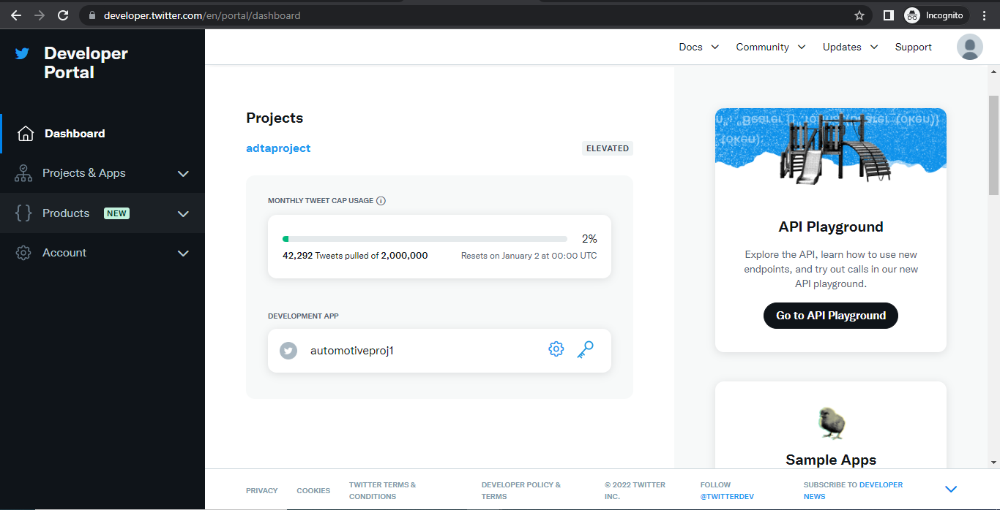 developer.twitter.com/en/portal/dashboard
Incognito
Developer
Portal
Docs
Community
Updates
Support
Dashboard
Projects & Apps
Products
NEW
Account
Projects
adtaproject
ELEVATED
MONTHLY TWEET CAP USAGE
2%
42,292 Tweets pulled of 2,000,000
Resets on January 2 at 00:00 UTC
DEVELOPMENT APP
automotiveproj1
API Playground
Explore the API, learn how to use new
endpoints, and try out calls in our new
API playground.
Go to API Playground
Sample Apps
PRIVACY
COOKIES
TWITTER TERMS &
CONDITIONS
DEVELOPER POLICY &
TERMS
© 2022 TWITTER
INC.
FOLLOW
@TWITTERDEV
SUBSCRIBE TO DEVELOPER
NEWS